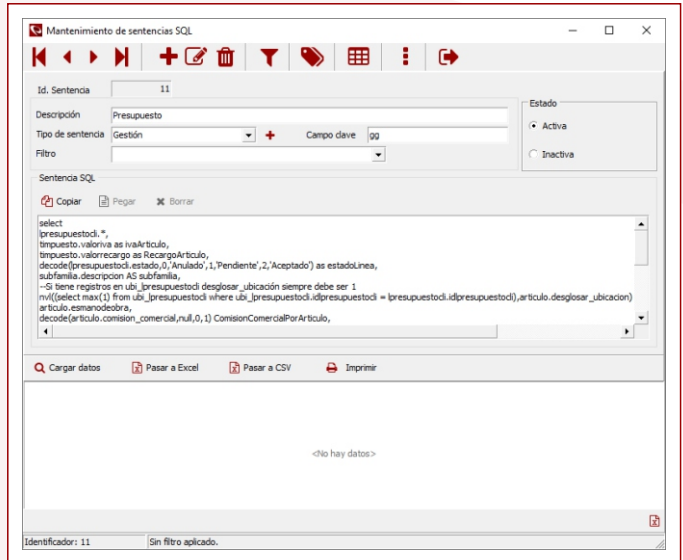 Mantenimiento de sentencias SQL
Id. Sentencia 11
Descripción Presupuesto
Tipo de sentencia Gestión Campo clave gg
Filtro
Estado
Activa
Inactiva
Sentencia SQL
Copiar Pegar Borrar
select
lpresupuestocli.*,
timpuesto.valoriva as ivaArticulo,
timpuesto.valorrecargo as RecargoArticulo,
decode(lpresupuestocli.estado,0,'Anulado',1,'Pendiente',2,'Aceptado') as estadoLinea,
subfamilia.descripcion AS subfamilia,
--Si tiene registros en ubi_lpresupuestocli desglosar_ubicación siempre debe ser 1
nvl((select max(1) from ubi_lpresupuestocli where ubi_lpresupuestocli.idlpresupuestocli = lpresupuestocli.idlpresupuestocli),articulo.desglosar_ubicacion)
articulo.esmanodeobra,
decode(articulo.comision_comercial,null,0,1) ComisionComercialPorArticulo,
Cargar datos Pasar a Excel Pasar a CSV Imprimir
<No hay datos>
Identificador: 11 Sin filtro aplicado.